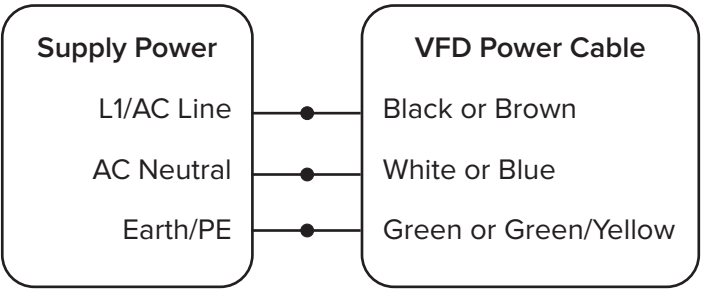 Supply Power
L1/AC Line
AC Neutral
Earth/PE
VFD Power Cable
Black or Brown
White or Blue
Green or Green/Yellow